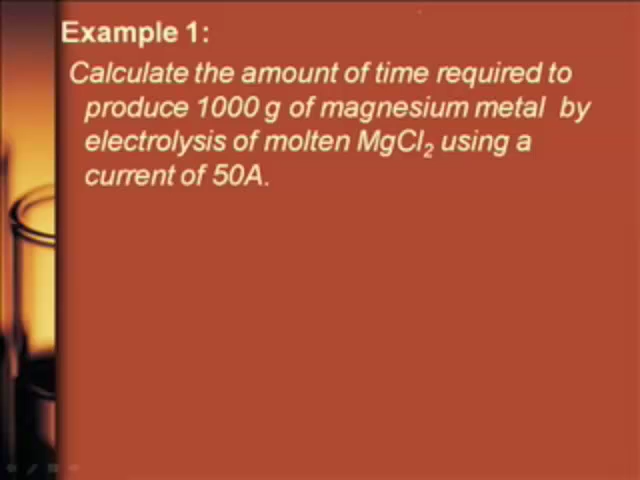 Example 1:
Calculate the amount of time required to
produce 1000 g of magnesium metal by
electrolysis of molten MgCl₂ using a
current of 50A.